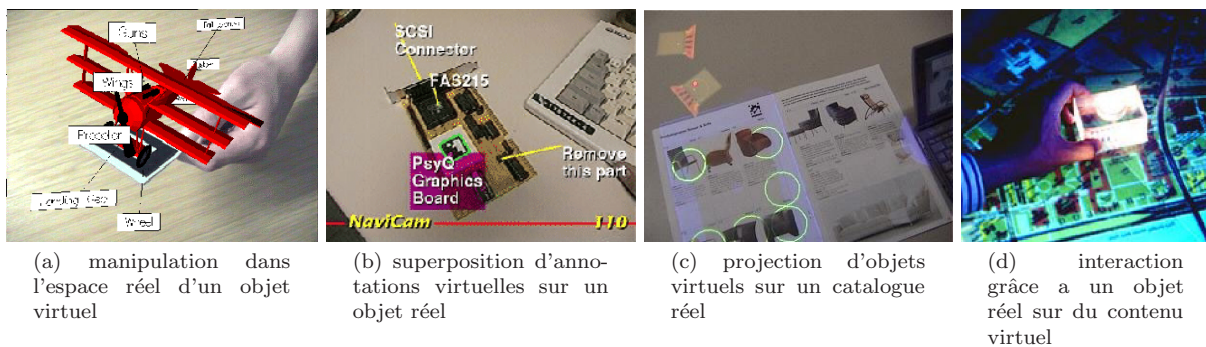 Guns
Wings
Propeller
Landing Gear
Wheel
SCSI
Connector
FAS215
PsyQ
Graphics
Board
Remove
this part
NaviCam
110
(a) manipulation dans
l'espace réel d'un objet
virtuel
(b) superposition d'anno-
tations virtuelles sur un
objet réel
(c) projection d'objets
virtuels sur un catalogue
réel
(d) interaction
grâce a un objet
réel sur du contenu
virtuel